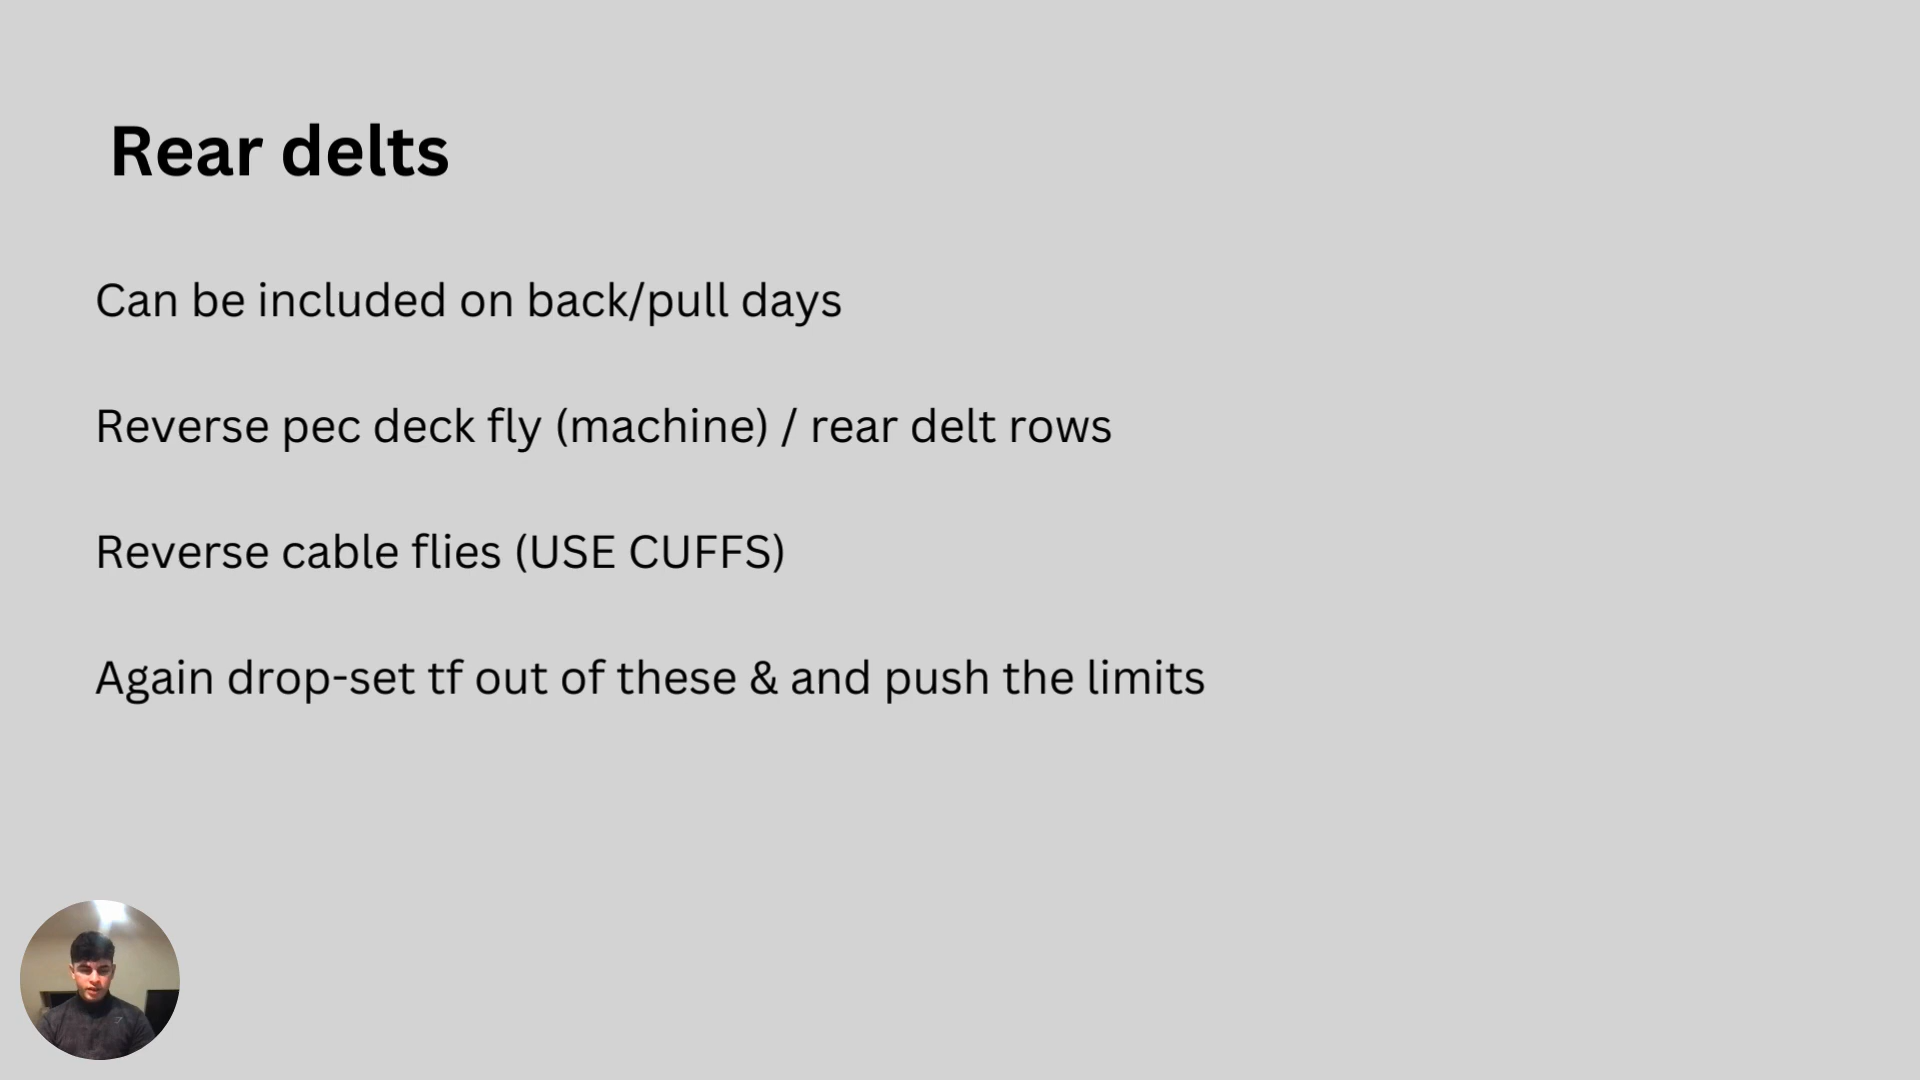 Rear delts
Can be included on back/pull days
Reverse pec deck fly (machine) / rear delt rows
Reverse cable flies (USE CUFFS)
Again drop-set tf out of these & and push the limits